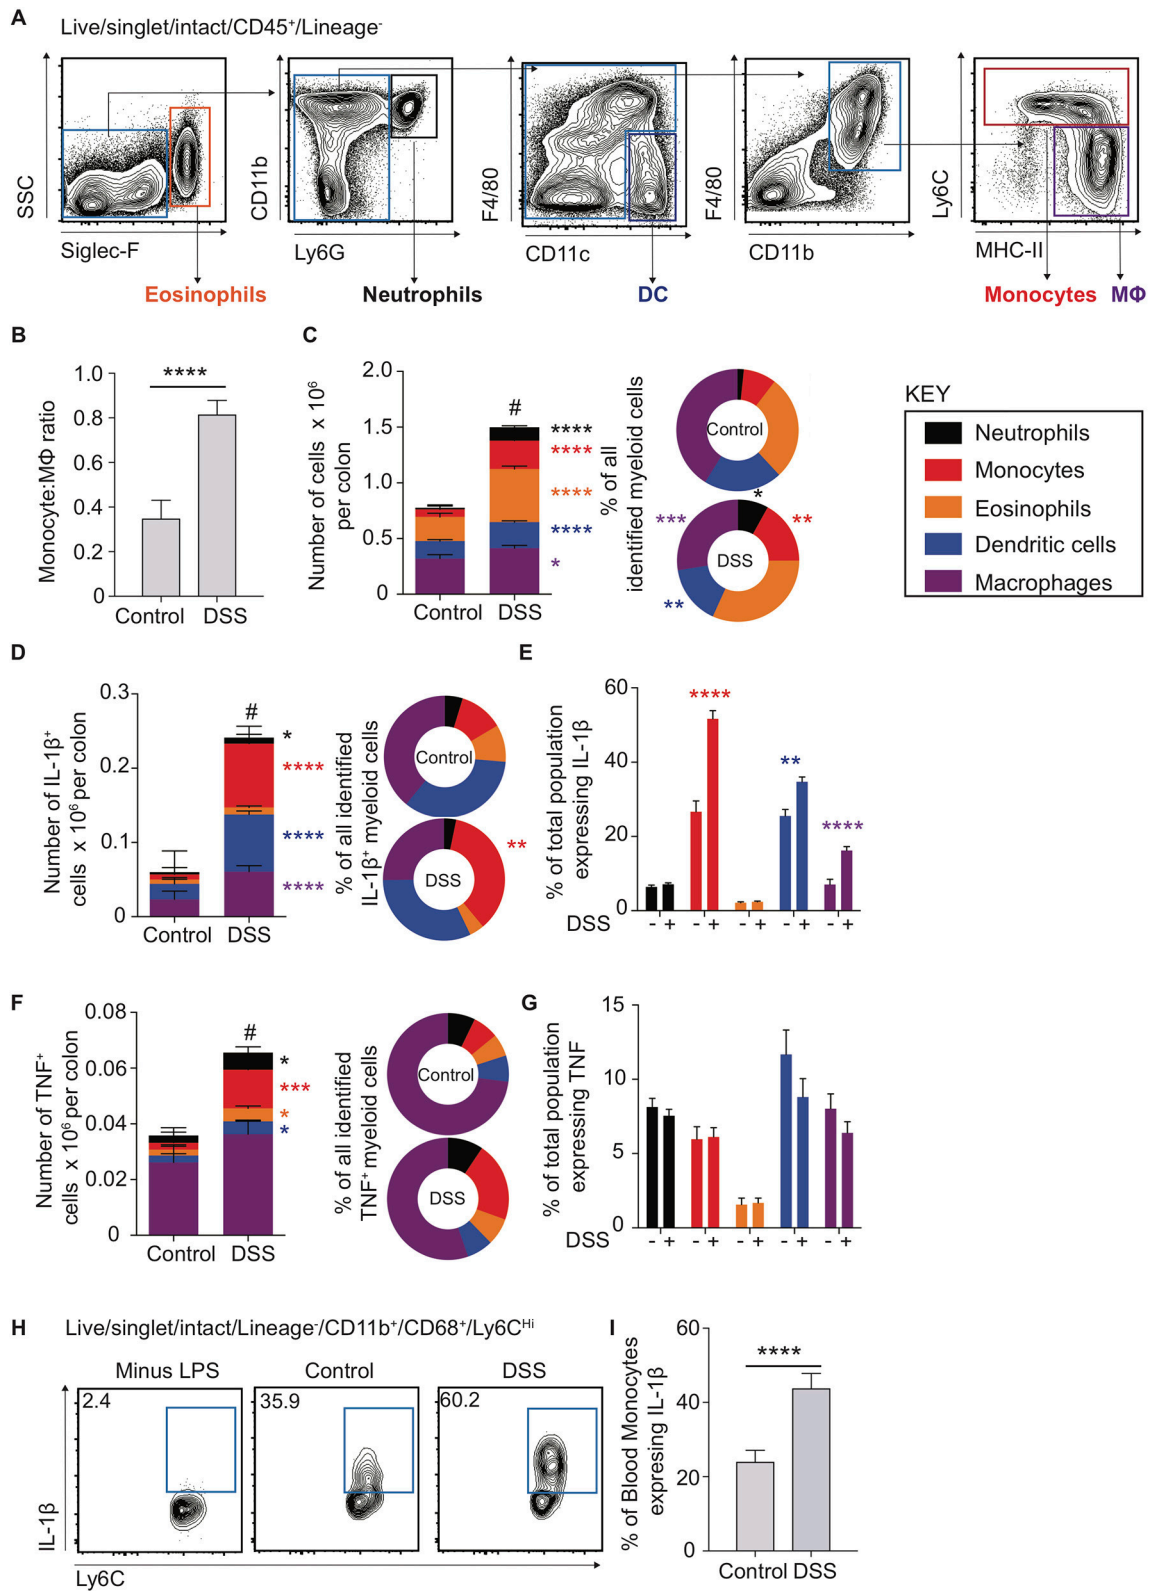 A
Live/singlet/intact/CD45⁺/Lineage⁻
SSC
Siglec-F
CD11b
Ly6G
F4/80
CD11c
F4/80
CD11b
Ly6C
MHC-II
Eosinophils
Neutrophils
DC
Monocytes
MΦ
B
Monocyte:MΦ ratio
1.0
0.8
0.6
0.4
0.2
0
****
Control
DSS
C
Number of cells x 10⁶
per colon
2.0
1.5
1.0
0.5
0
#
****
****
****
****
*
Control
DSS
% of all
identified myeloid cells
Control
DSS
*
**
***
**
KEY
Neutrophils
Monocytes
Eosinophils
Dendritic cells
Macrophages
D
Number of IL-1β⁺
cells x 10⁶ per colon
0.3
0.2
0.1
0
#
*
****
****
****
Control
DSS
% of all identified
IL-1β⁺ myeloid cells
Control
DSS
**
E
% of total population
expressing IL-1β
60
40
20
0
****
**
****
DSS
- + - + - + - + - +
F
Number of TNF⁺
cells x 10⁶ per colon
0.08
0.06
0.04
0.02
0
#
*
***
*
*
Control
DSS
% of all identified
TNF⁺ myeloid cells
Control
DSS
G
% of total population
expressing TNF
15
10
5
0
DSS
- + - + - + - + - +
H
Live/singlet/intact/Lineage⁻/CD11b⁺/CD68⁺/Ly6Cᴴⁱ
Minus LPS
Control
DSS
2.4
35.9
60.2
IL-1β
Ly6C
I
% of Blood Monocytes
expresing IL-1β
60
40
20
0
****
Control DSS